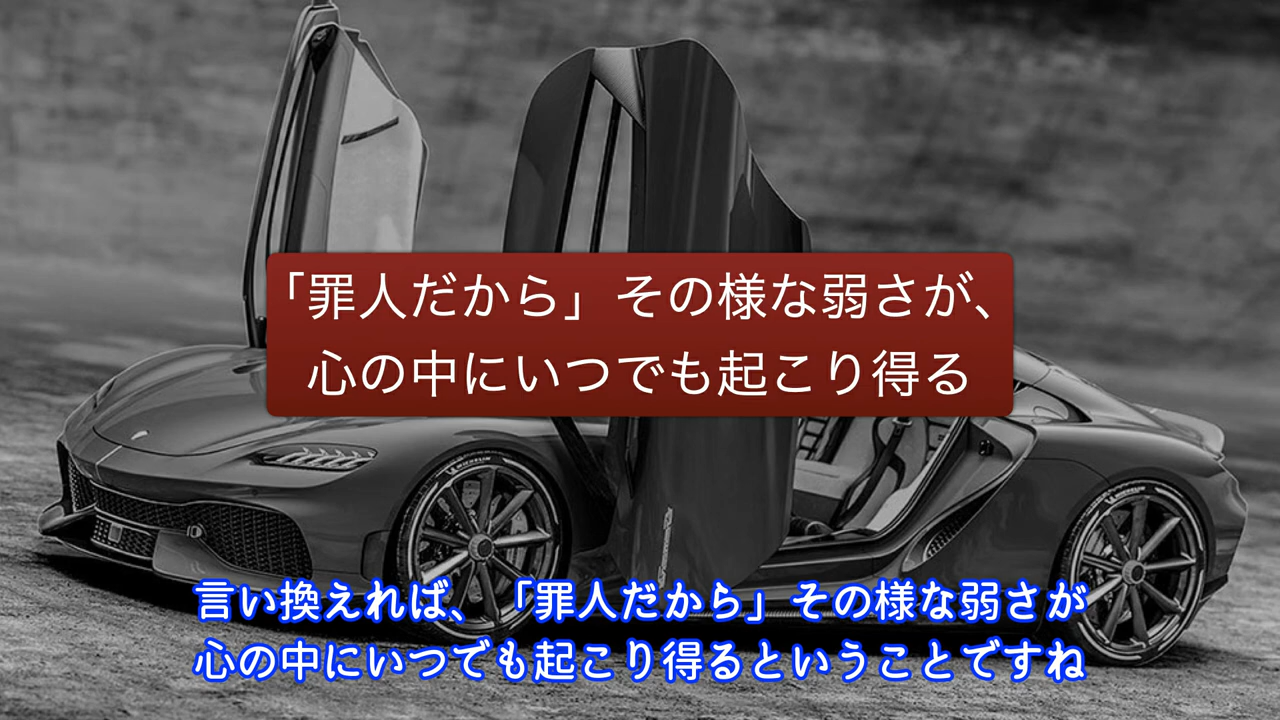 「罪人だから」その様な弱さが、
心の中にいつでも起こり得る
MICHELIN
MICHELIN
言い換えれば、「罪人だから」その様な弱さが
心の中にいつでも起こり得るということですね